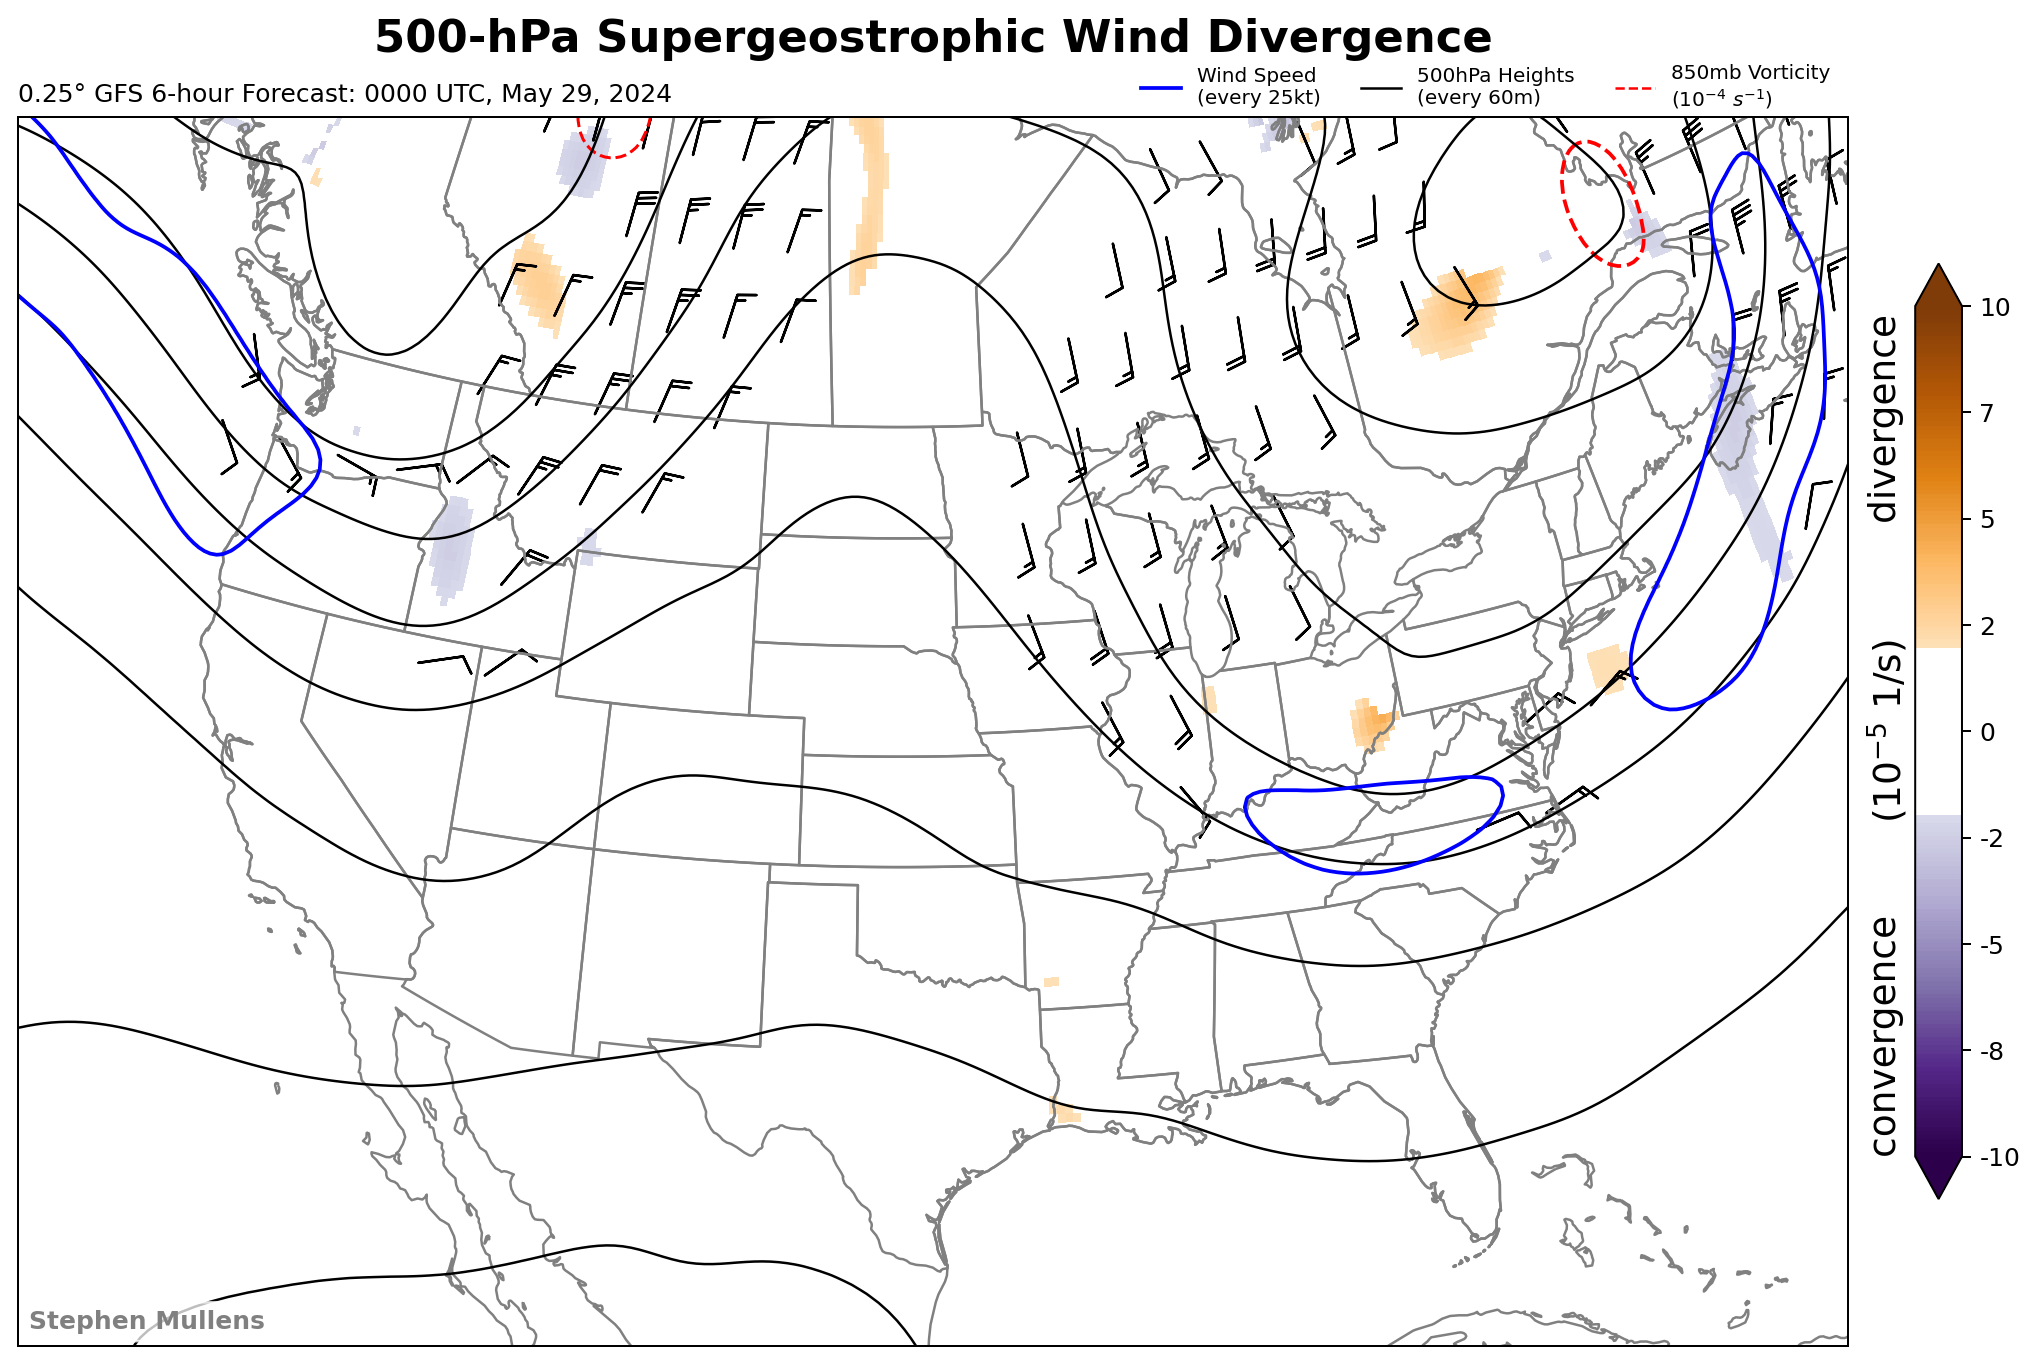 500-hPa Supergeostrophic Wind Divergence
0.25° GFS 6-hour Forecast: 0000 UTC, May 29, 2024
Wind Speed
(every 25kt)
500hPa Heights
(every 60m)
850mb Vorticity
(10⁻⁴ s⁻¹)
10
7
5
2
0
-2
-5
-8
-10
convergence (10⁻⁵ 1/s) divergence
Stephen Mullens